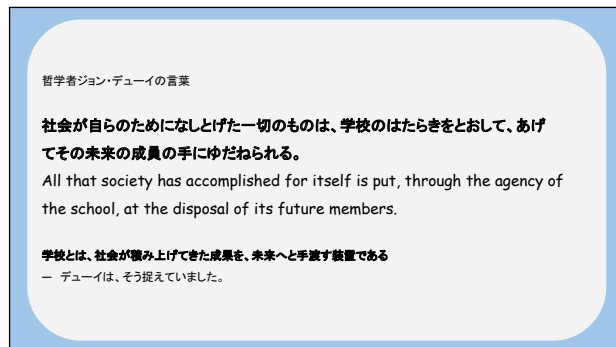 哲学者ジョン・デューイの言葉
社会が自らのためになしとげた一切のものは、学校のはたらきをとおして、あげ
てその未来の成員の手にゆだねられる。
All that society has accomplished for itself is put, through the agency of
the school, at the disposal of its future members.
学校とは、社会が積み上げてきた成果を、未来へと手渡す装置である
― デューイは、そう捉えていました。